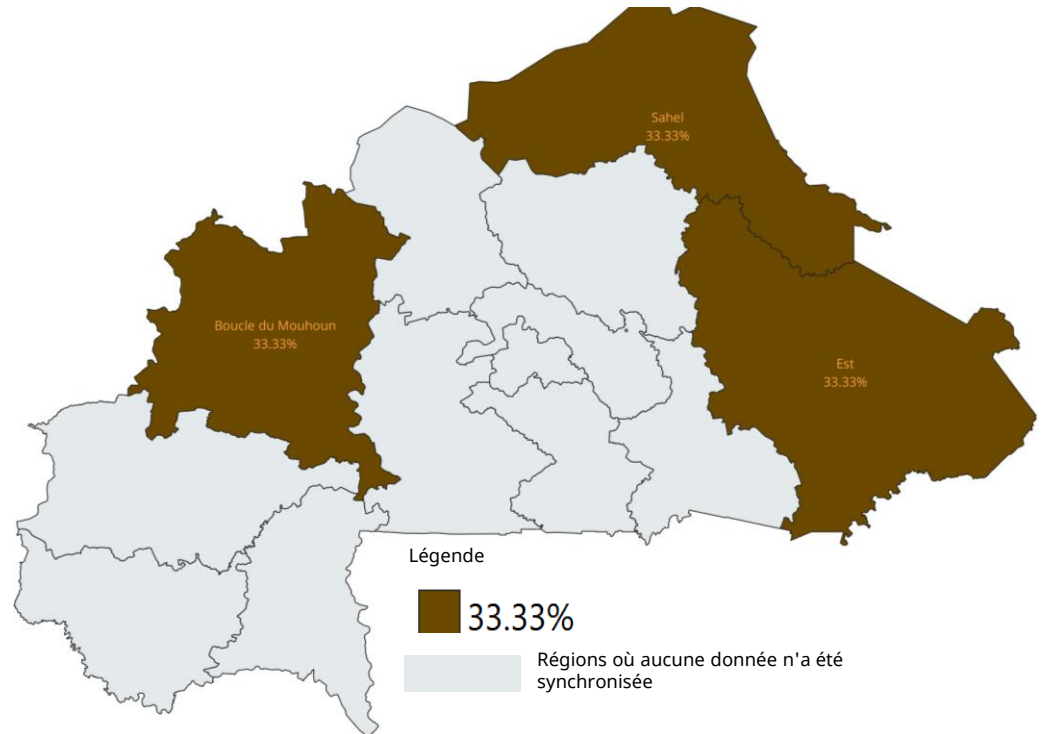 Sahel
33.33%
Boucle du Mouhoun
33.33%
Est
33.33%
Légende
33.33%
Régions où aucune donnée n'a été
synchronisée